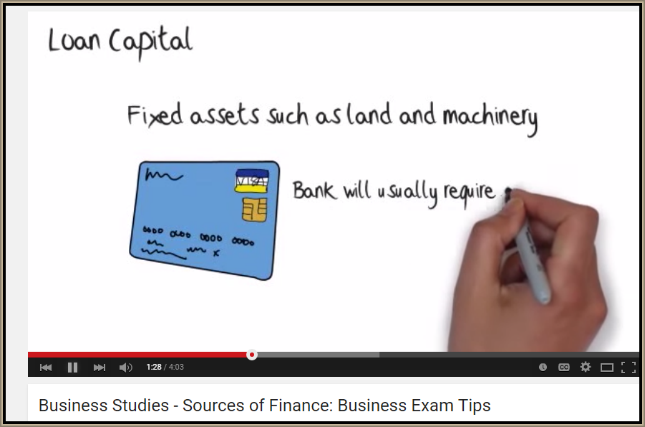 Loan Capital
Fixed assets such as land and machinery
VISA
Bank will usually require
1:28 / 4:03
CC
Business Studies - Sources of Finance: Business Exam Tips